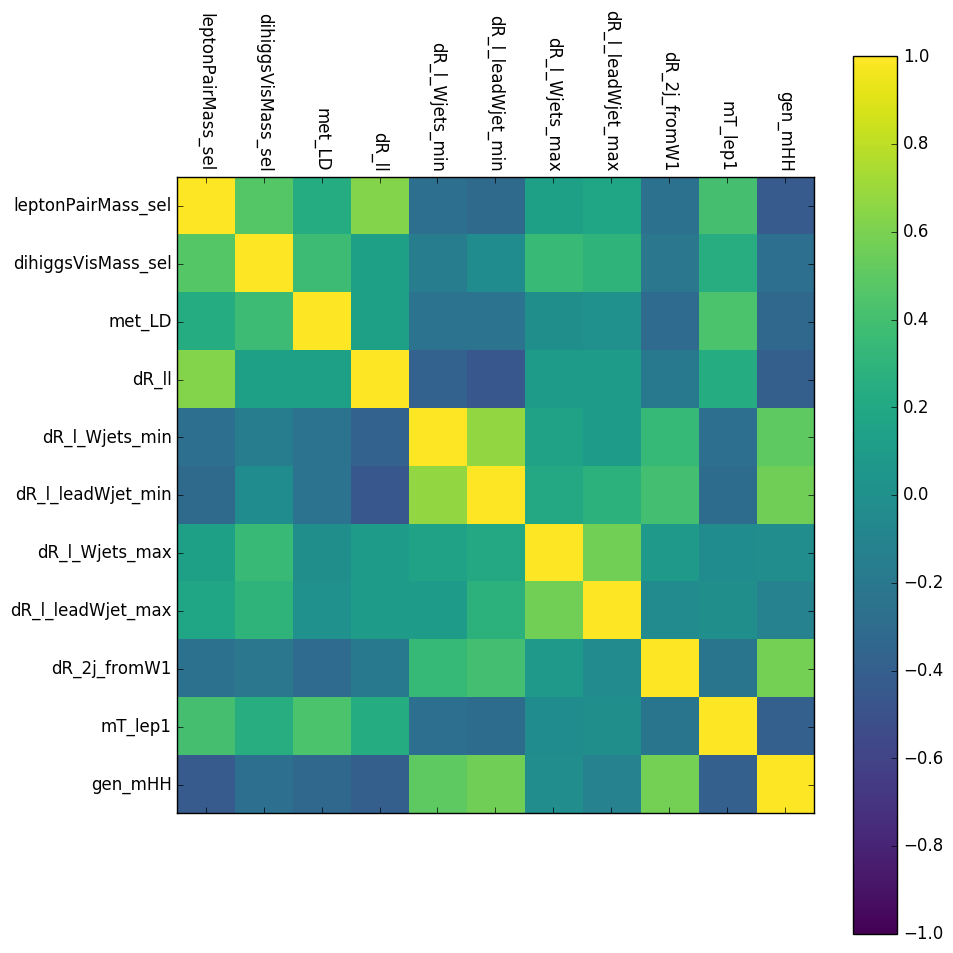 leptonPairMass_sel
dihiggsVisMass_sel
met_LD
dR_ll
dR_l_Wjets_min
dR_l_leadWjet_min
dR_l_Wjets_max
dR_l_leadWjet_max
dR_2j_fromW1
mT_lep1
gen_mHH
leptonPairMass_sel
dihiggsVisMass_sel
met_LD
dR_ll
dR_l_Wjets_min
dR_l_leadWjet_min
dR_l_Wjets_max
dR_l_leadWjet_max
dR_2j_fromW1
mT_lep1
gen_mHH
1.0
0.8
0.6
0.4
0.2
0.0
−0.2
−0.4
−0.6
−0.8
−1.0